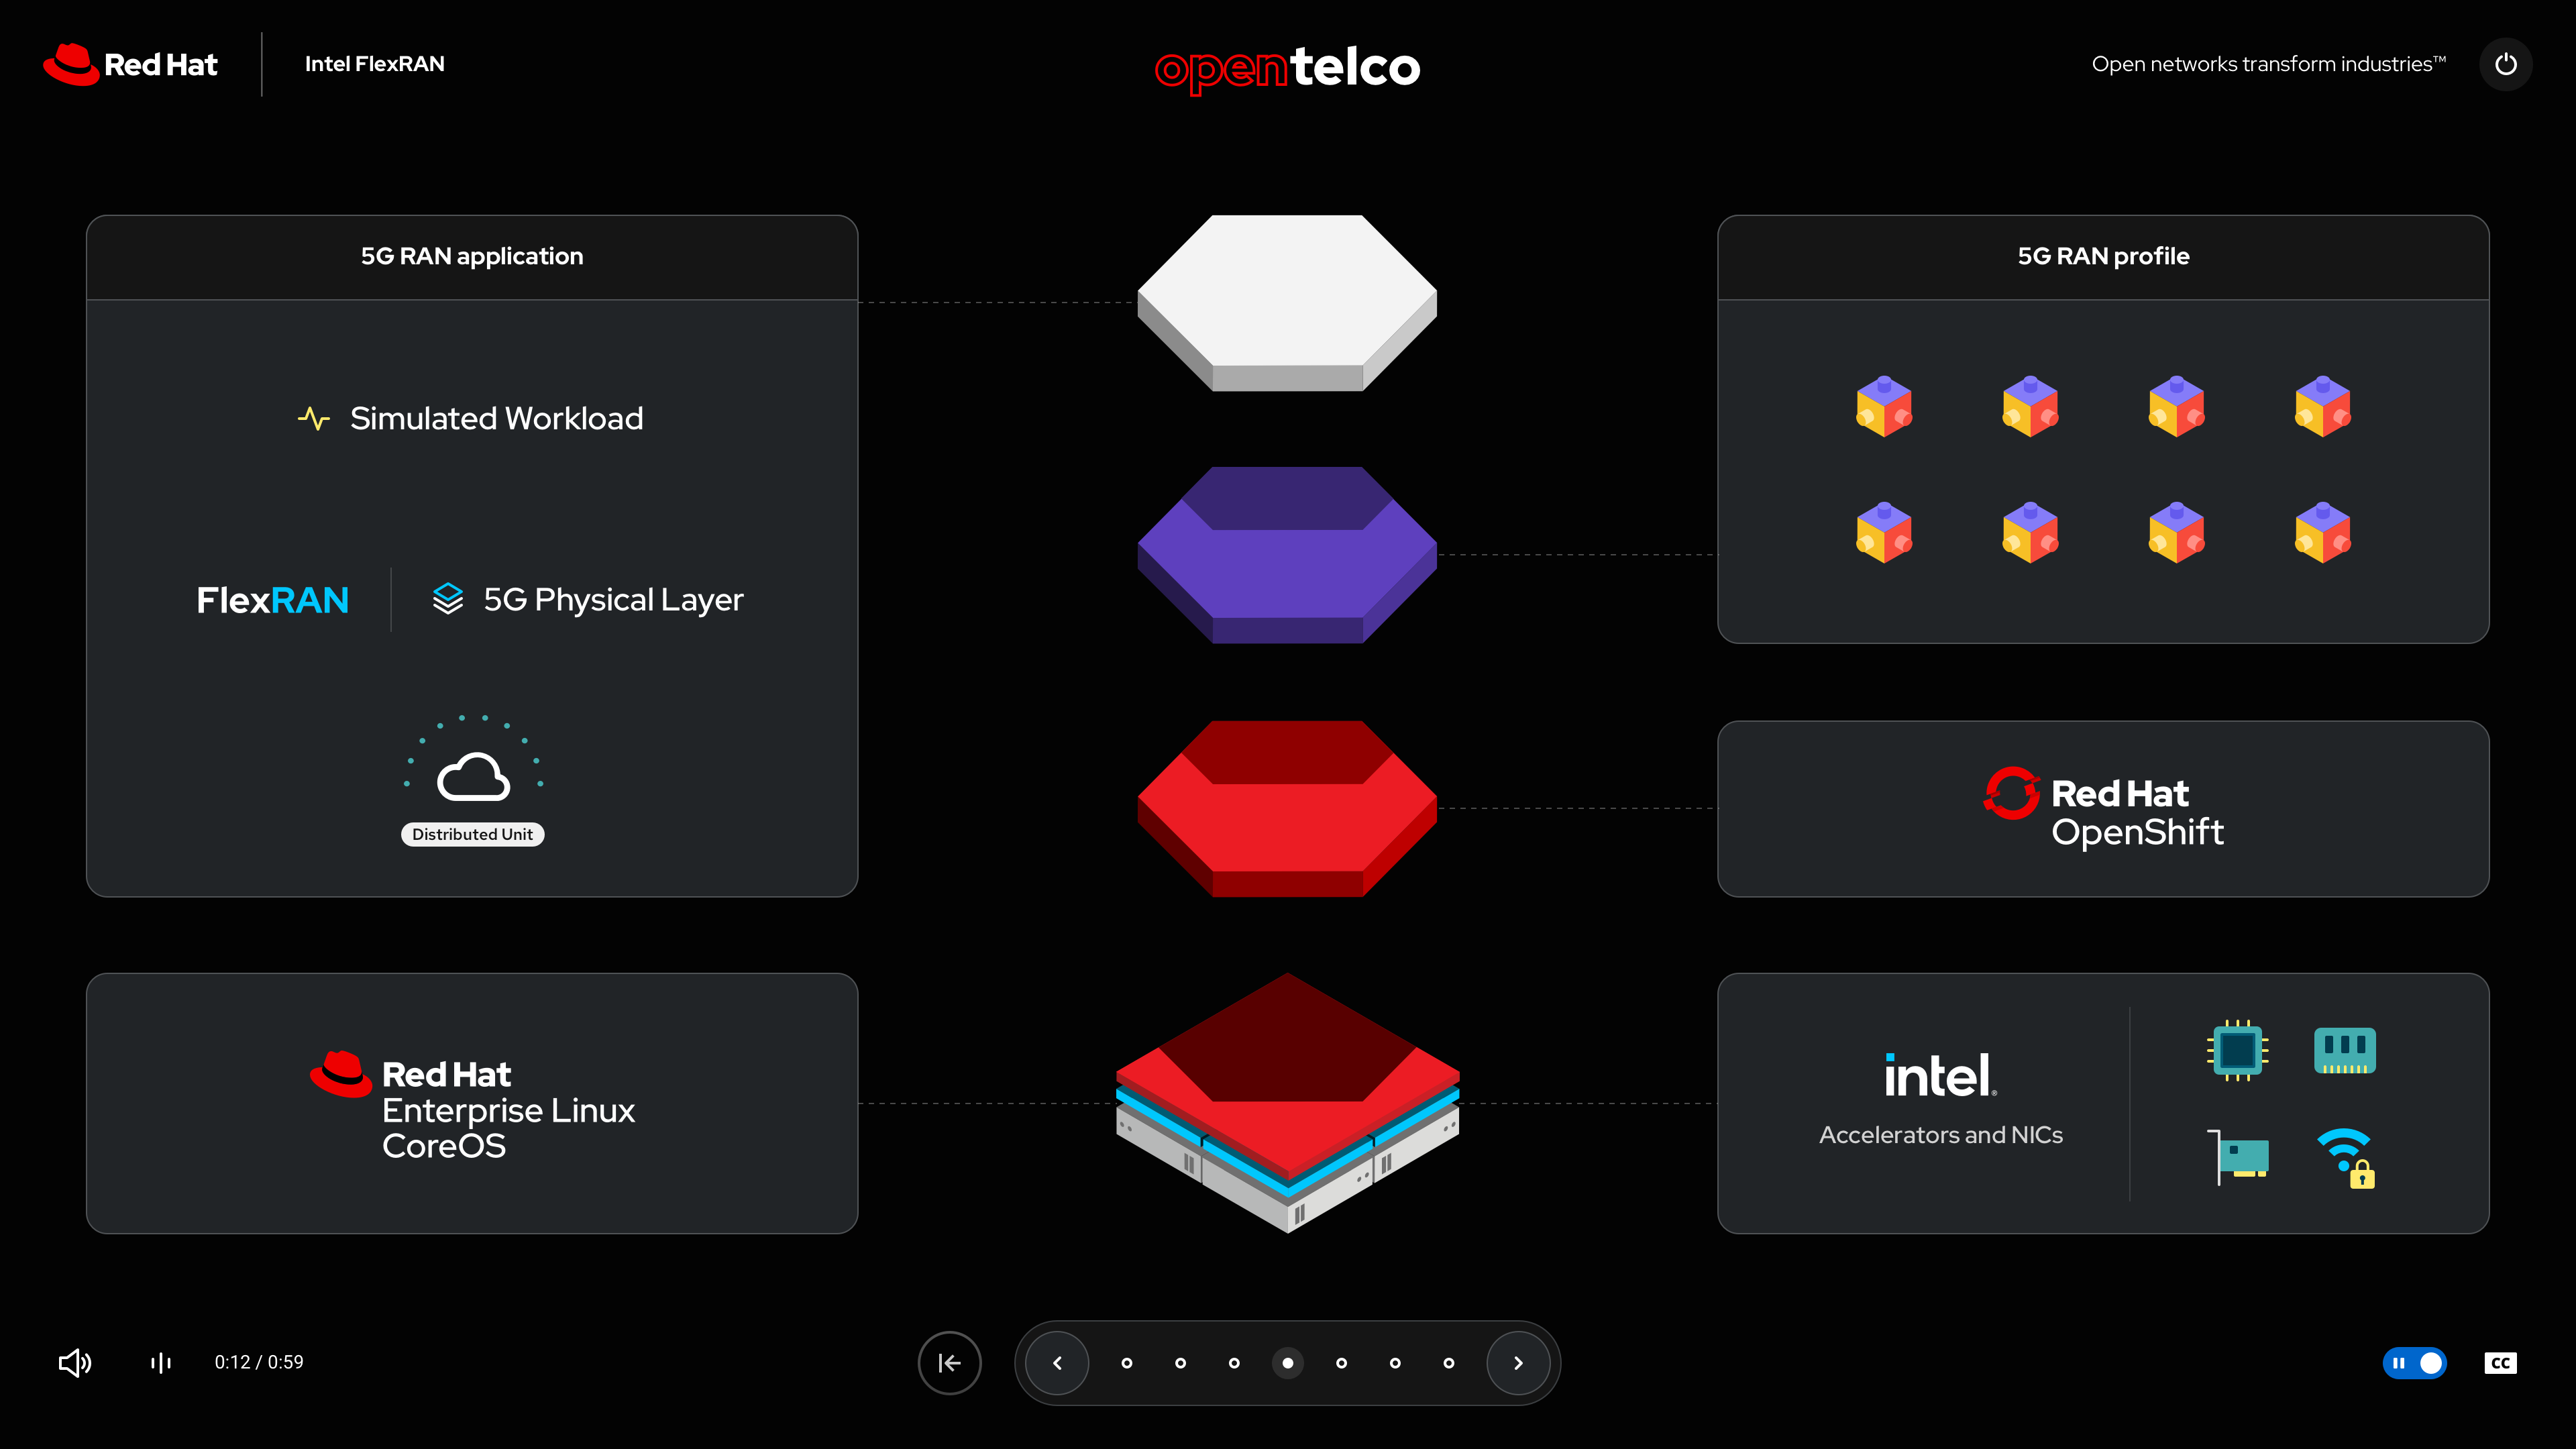 Red Hat
Intel FlexRAN
opentelco
Open networks transform industries™
5G RAN application
Simulated Workload
FlexRAN
5G Physical Layer
Distributed Unit
5G RAN profile
Red Hat
OpenShift
Red Hat
Enterprise Linux
CoreOS
intel®
Accelerators and NICs
0:12 / 0:59
CC